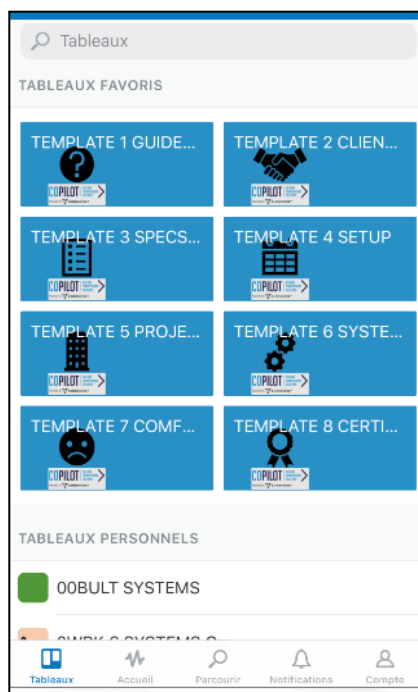 Tableaux
TABLEAUX FAVORIS
TEMPLATE 1 GUIDE...
COPILOT
TEMPLATE 2 CLIEN...
COPILOT
TEMPLATE 3 SPECS...
COPILOT
TEMPLATE 4 SETUP
COPILOT
TEMPLATE 5 PROJE...
COPILOT
TEMPLATE 6 SYSTE...
COPILOT
TEMPLATE 7 COMF...
COPILOT
TEMPLATE 8 CERTI...
COPILOT
TABLEAUX PERSONNELS
00BULT SYSTEMS
Tableaux
Accueil
Parcourir
Notifications
Compte